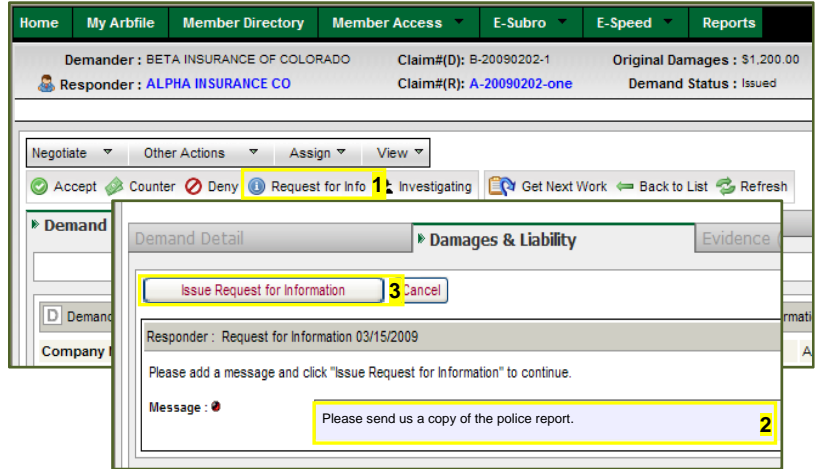 Home My Arbfile Member Directory Member Access E-Subro E-Speed Reports
Demander : BETA INSURANCE OF COLORADO Claim#(D): B-20090202-1 Original Damages : $1,200.00
Responder : ALPHA INSURANCE CO Claim#(R): A-20090202-one Demand Status : Issued
Negotiate Other Actions Assign View
Accept Counter Deny Request for Info 1 Investigating Get Next Work Back to List Refresh
Demand
Demand Detail Damages & Liability Evidence (
Issue Request for Information 3 Cancel
D Demand
Company
Responder : Request for Information 03/15/2009
Please add a message and click "Issue Request for Information" to continue.
Message :
Please send us a copy of the police report. 2